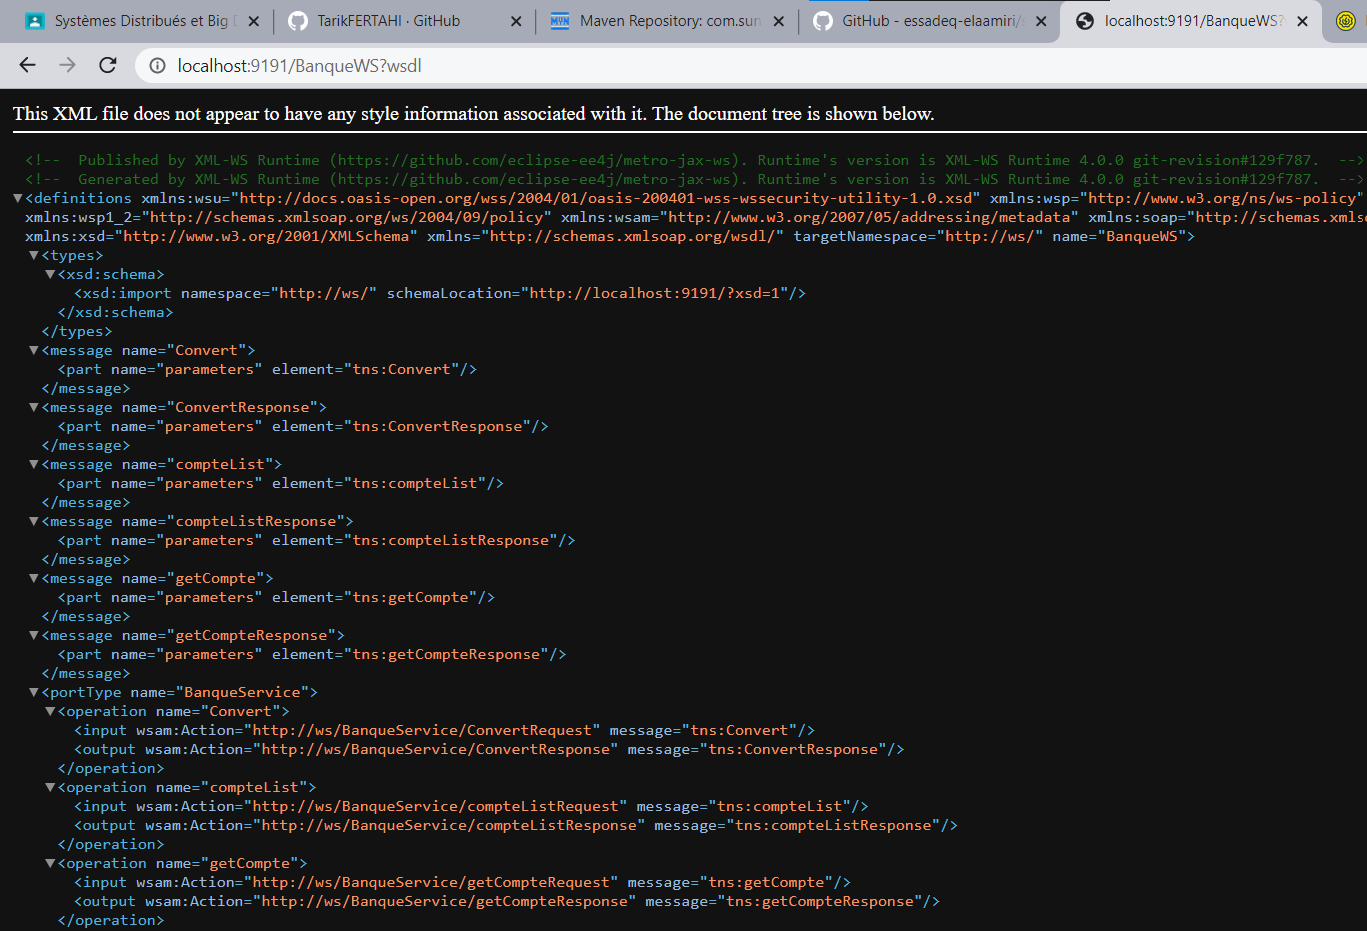 Systèmes Distribués et Big
TarikFERTAHI · GitHub
Maven Repository: com.sun
GitHub - essadeq-elaamiri/
localhost:9191/BanqueWS?
localhost:9191/BanqueWS?wsdl
This XML file does not appear to have any style information associated with it. The document tree is shown below.
<!-- Published by XML-WS Runtime (https://github.com/eclipse-ee4j/metro-jax-ws). Runtime's version is XML-WS Runtime 4.0.0 git-revision#129f787. -->
<!-- Generated by XML-WS Runtime (https://github.com/eclipse-ee4j/metro-jax-ws). Runtime's version is XML-WS Runtime 4.0.0 git-revision#129f787. -->
▼<definitions xmlns:wsu="http://docs.oasis-open.org/wss/2004/01/oasis-200401-wss-wssecurity-utility-1.0.xsd" xmlns:wsp="http://www.w3.org/ns/ws-policy"
xmlns:wsp1_2="http://schemas.xmlsoap.org/ws/2004/09/policy" xmlns:wsam="http://www.w3.org/2007/05/addressing/metadata" xmlns:soap="http://schemas.xmls
xmlns:xsd="http://www.w3.org/2001/XMLSchema" xmlns="http://schemas.xmlsoap.org/wsdl/" targetNamespace="http://ws/" name="BanqueWS">
▼<types>
▼<xsd:schema>
<xsd:import namespace="http://ws/" schemaLocation="http://localhost:9191/?xsd=1"/>
</xsd:schema>
</types>
▼<message name="Convert">
<part name="parameters" element="tns:Convert"/>
</message>
▼<message name="ConvertResponse">
<part name="parameters" element="tns:ConvertResponse"/>
</message>
▼<message name="compteList">
<part name="parameters" element="tns:compteList"/>
</message>
▼<message name="compteListResponse">
<part name="parameters" element="tns:compteListResponse"/>
</message>
▼<message name="getCompte">
<part name="parameters" element="tns:getCompte"/>
</message>
▼<message name="getCompteResponse">
<part name="parameters" element="tns:getCompteResponse"/>
</message>
▼<portType name="BanqueService">
▼<operation name="Convert">
<input wsam:Action="http://ws/BanqueService/ConvertRequest" message="tns:Convert"/>
<output wsam:Action="http://ws/BanqueService/ConvertResponse" message="tns:ConvertResponse"/>
</operation>
▼<operation name="compteList">
<input wsam:Action="http://ws/BanqueService/compteListRequest" message="tns:compteList"/>
<output wsam:Action="http://ws/BanqueService/compteListResponse" message="tns:compteListResponse"/>
</operation>
▼<operation name="getCompte">
<input wsam:Action="http://ws/BanqueService/getCompteRequest" message="tns:getCompte"/>
<output wsam:Action="http://ws/BanqueService/getCompteResponse" message="tns:getCompteResponse"/>
</operation>